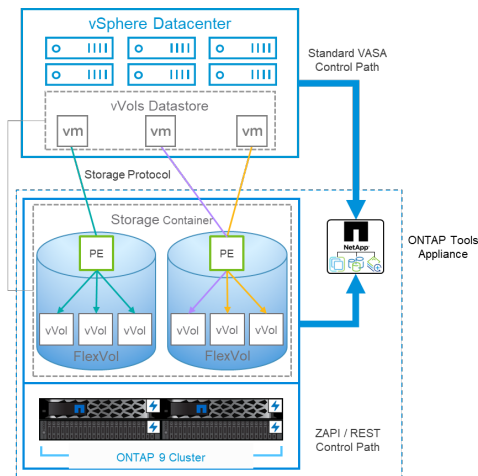 vSphere Datacenter
Standard VASA
Control Path
vVols Datastore
vm
vm
vm
Storage Protocol
Storage Container
NetApp
ONTAP Tools
Appliance
PE
PE
vVol
vVol
vVol
vVol
vVol
vVol
FlexVol
FlexVol
ZAPI / REST
Control Path
ONTAP 9 Cluster